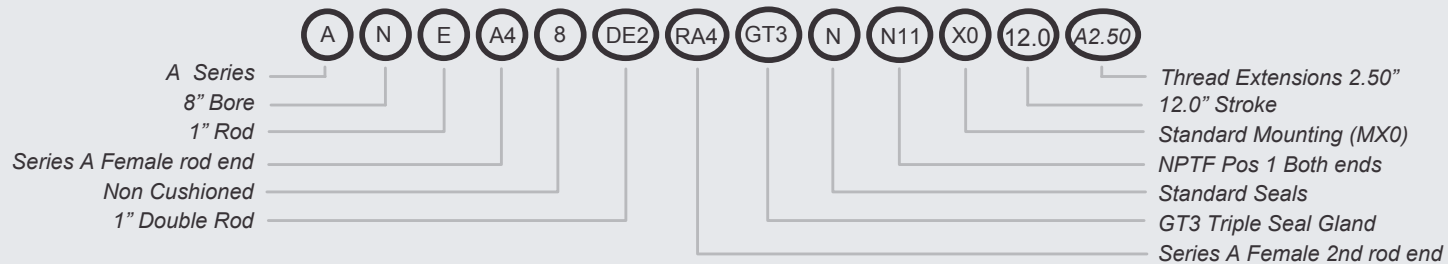 A N E A4 8 DE2 RA4 GT3 N N11 X0 12.0 A2.50
A Series
8” Bore
1” Rod
Series A Female rod end
Non Cushioned
1” Double Rod
Thread Extensions 2.50”
12.0” Stroke
Standard Mounting (MX0)
NPTF Pos 1 Both ends
Standard Seals
GT3 Triple Seal Gland
Series A Female 2nd rod end